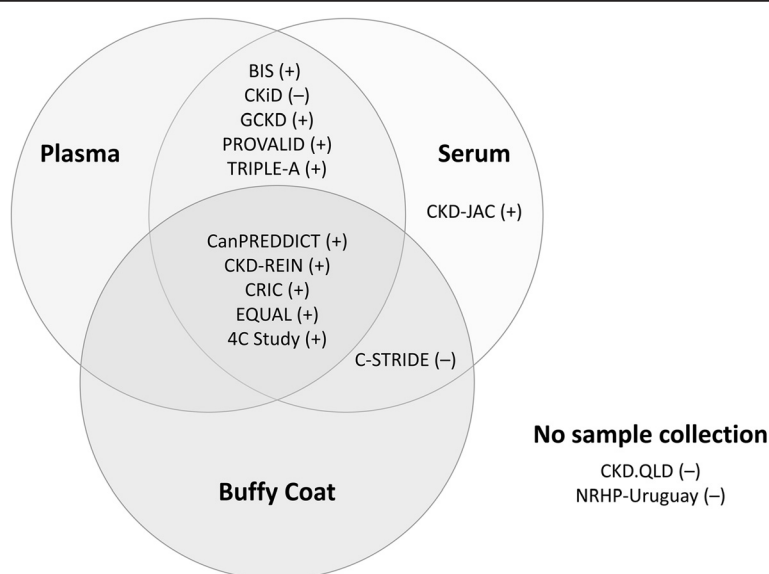 BIS (+)
CKiD (–)
GCKD (+)
PROVALID (+)
TRIPLE-A (+)
Plasma
Serum
CKD-JAC (+)
CanPREDDICT (+)
CKD-REIN (+)
CRIC (+)
EQUAL (+)
4C Study (+)
C-STRIDE (–)
No sample collection
CKD.QLD (–)
NRHP-Uruguay (–)
Buffy Coat